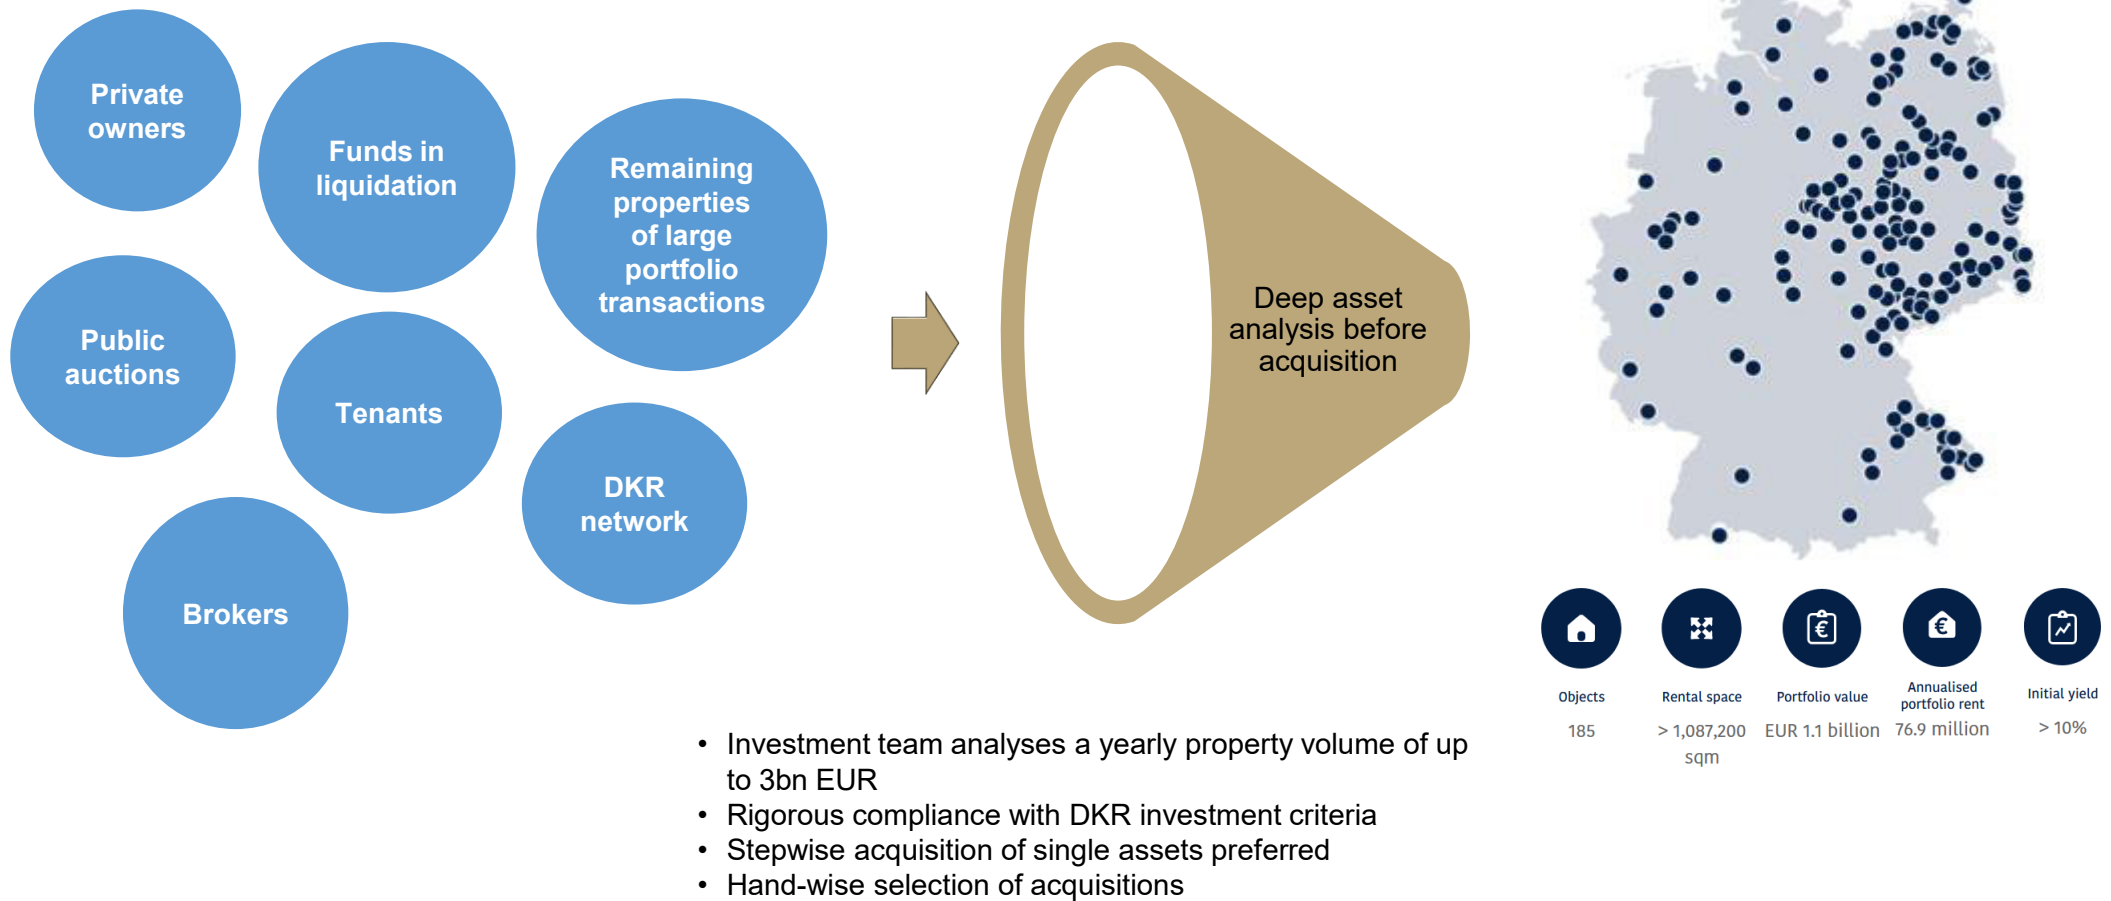 Private
owners
Funds in
liquidation
Remaining
properties
of large
portfolio
transactions
Public
auctions
Tenants
DKR
network
Brokers
Deep asset
analysis before
acquisition
• Investment team analyses a yearly property volume of up
to 3bn EUR
• Rigorous compliance with DKR investment criteria
• Stepwise acquisition of single assets preferred
• Hand-wise selection of acquisitions
€
€
Objects
185
Rental space
> 1,087,200
sqm
Portfolio value
EUR 1.1 billion
Annualised
portfolio rent
76.9 million
Initial yield
> 10%